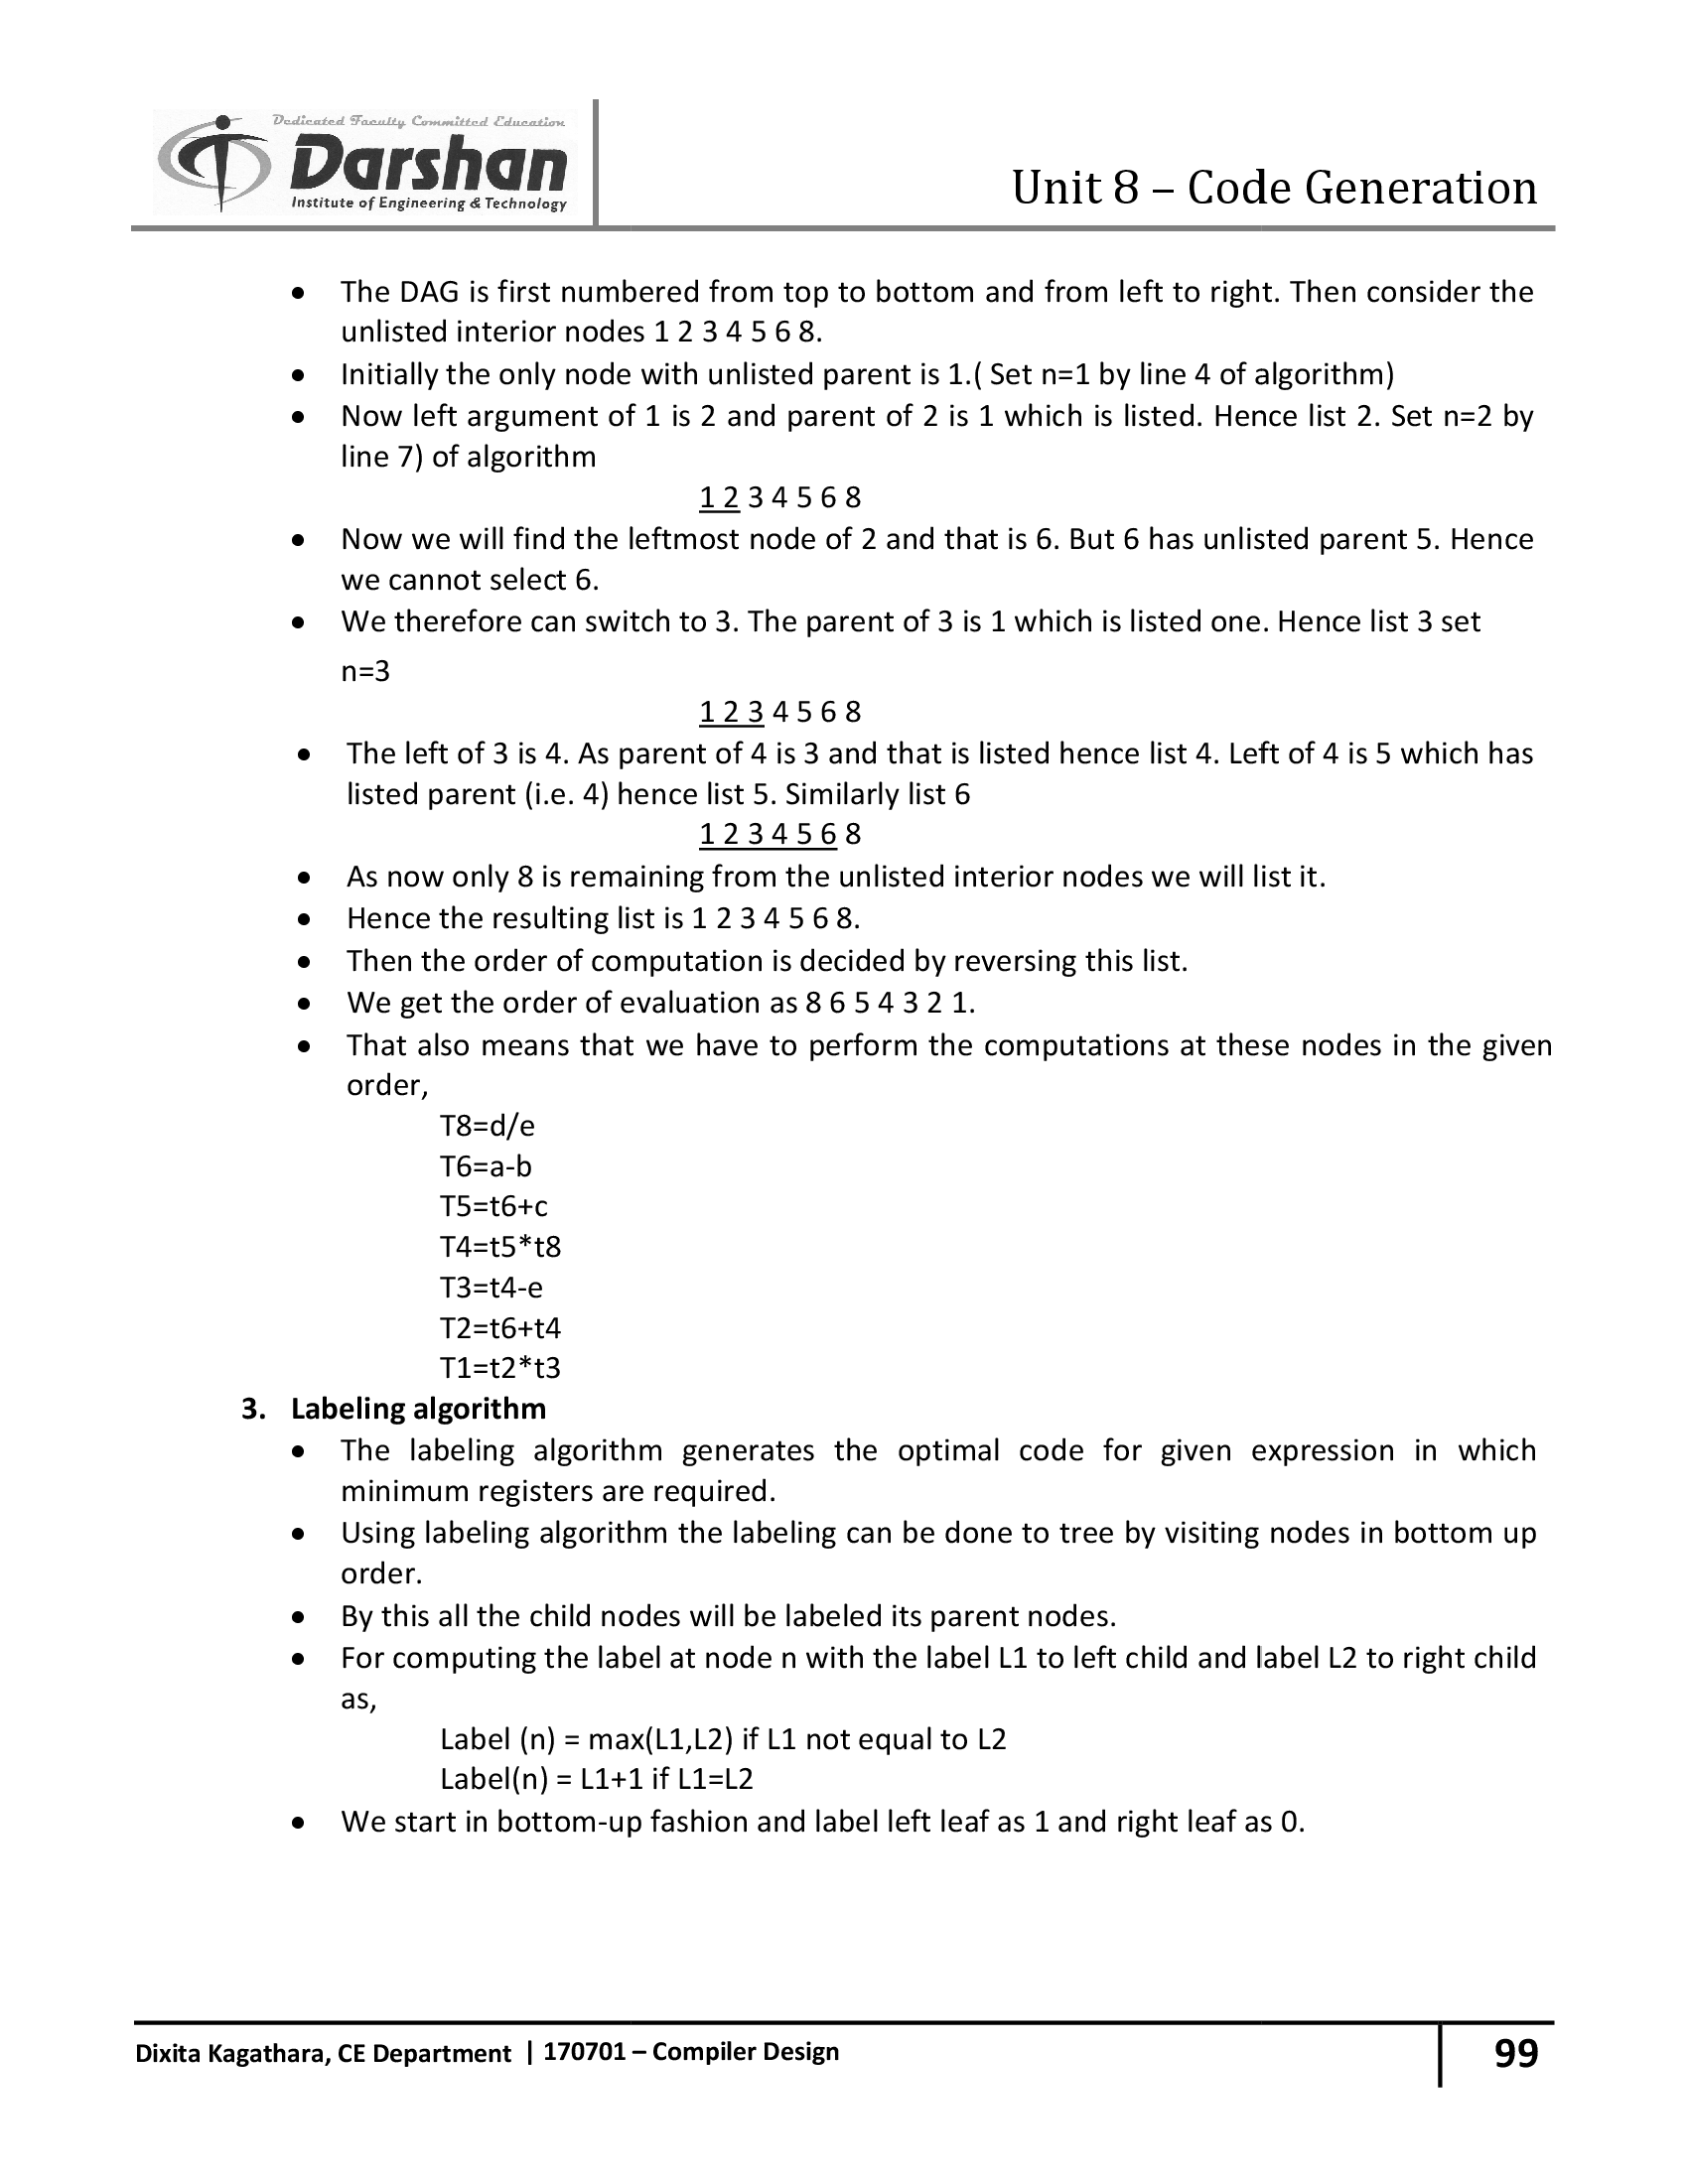 Dedicated Faculty Committed Education
Darshan
Institute of Engineering & Technology
Unit 8 – Code Generation
• The DAG is first numbered from top to bottom and from left to right. Then consider the
unlisted interior nodes 1 2 3 4 5 6 8.
• Initially the only node with unlisted parent is 1.( Set n=1 by line 4 of algorithm)
• Now left argument of 1 is 2 and parent of 2 is 1 which is listed. Hence list 2. Set n=2 by
line 7) of algorithm
1 2 3 4 5 6 8
• Now we will find the leftmost node of 2 and that is 6. But 6 has unlisted parent 5. Hence
we cannot select 6.
• We therefore can switch to 3. The parent of 3 is 1 which is listed one. Hence list 3 set
n=3
1 2 3 4 5 6 8
• The left of 3 is 4. As parent of 4 is 3 and that is listed hence list 4. Left of 4 is 5 which has
listed parent (i.e. 4) hence list 5. Similarly list 6
1 2 3 4 5 6 8
• As now only 8 is remaining from the unlisted interior nodes we will list it.
• Hence the resulting list is 1 2 3 4 5 6 8.
• Then the order of computation is decided by reversing this list.
• We get the order of evaluation as 8 6 5 4 3 2 1.
• That also means that we have to perform the computations at these nodes in the given
order,
T8=d/e
T6=a-b
T5=t6+c
T4=t5*t8
T3=t4-e
T2=t6+t4
T1=t2*t3
3. Labeling algorithm
• The labeling algorithm generates the optimal code for given expression in which
minimum registers are required.
• Using labeling algorithm the labeling can be done to tree by visiting nodes in bottom up
order.
• By this all the child nodes will be labeled its parent nodes.
• For computing the label at node n with the label L1 to left child and label L2 to right child
as,
Label (n) = max(L1,L2) if L1 not equal to L2
Label(n) = L1+1 if L1=L2
• We start in bottom-up fashion and label left leaf as 1 and right leaf as 0.
Dixita Kagathara, CE Department | 170701 – Compiler Design
99